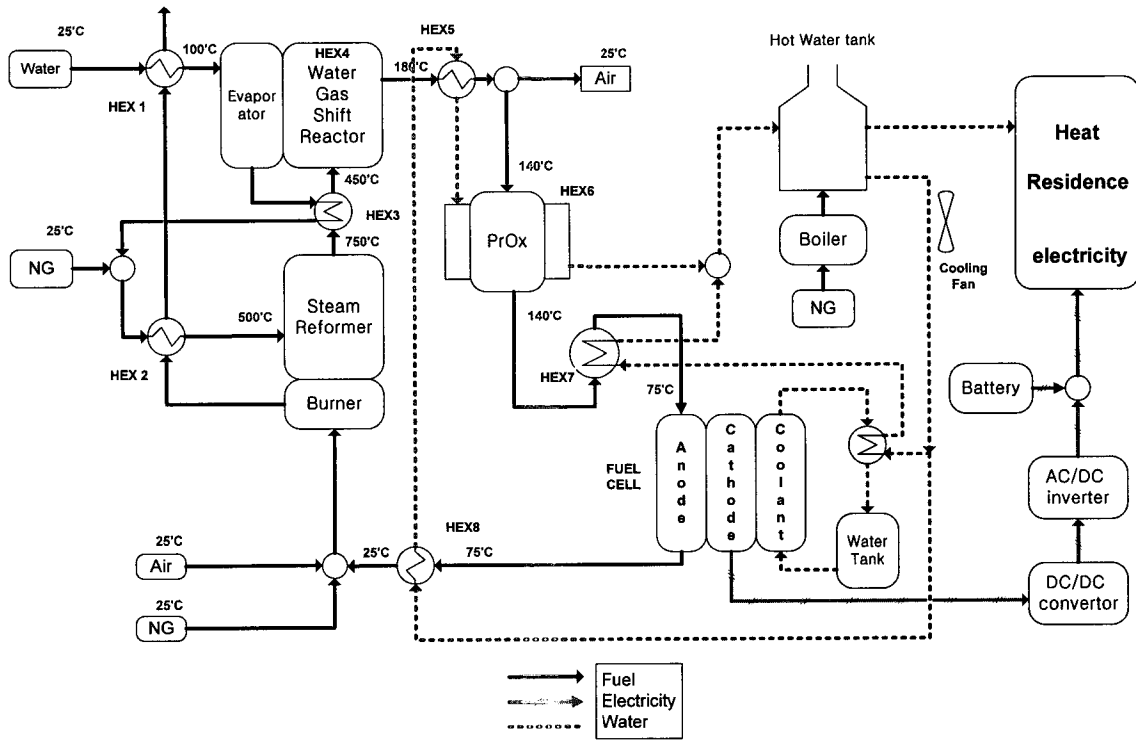 25'C
100'C
Water
HEX 1
Evapor
ator
HEX4
Water
Gas
Shift
Reactor
180'C
HEX5
25'C
Air
Hot Water tank
Heat
Residence
electricity
450'C
HEX3
750'C
140'C
HEX6
PrOx
140'C
25'C
NG
500'C
HEX 2
Steam
Reformer
Burner
Boiler
NG
Cooling
Fan
HEX7
75'C
Battery
FUEL
CELL
Anode
Cathode
Coolant
AC/DC
inverter
Water
Tank
DC/DC
convertor
HEX8
25'C
75'C
25'C
Air
25'C
NG
Fuel
Electricity
Water